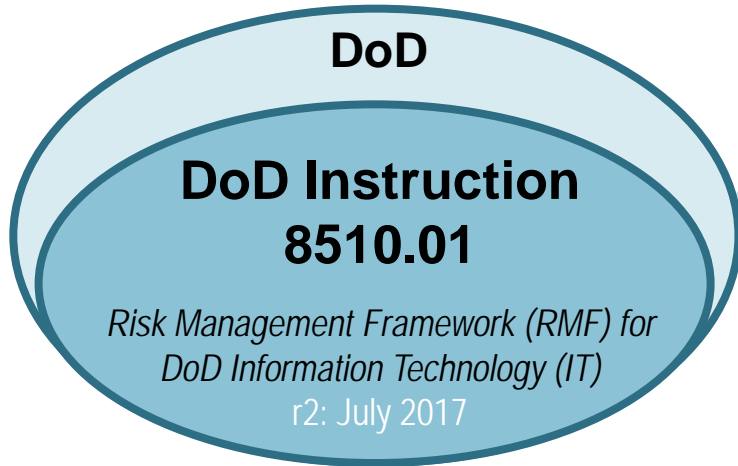 DoD
DoD Instruction
8510.01
Risk Management Framework (RMF) for
DoD Information Technology (IT)
r2: July 2017